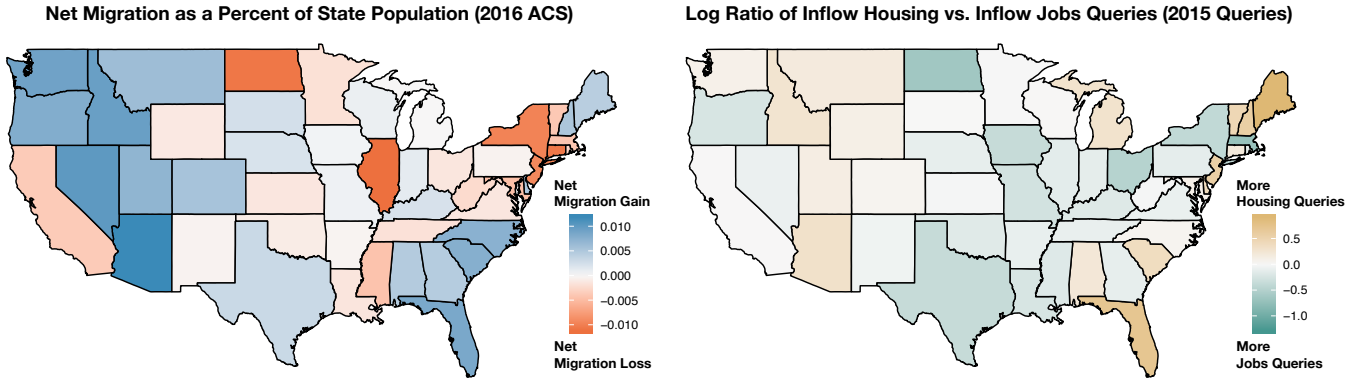 Net Migration as a Percent of State Population (2016 ACS)
Net
Migration Gain
0.010
0.005
0.000
−0.005
−0.010
Net
Migration Loss
Log Ratio of Inflow Housing vs. Inflow Jobs Queries (2015 Queries)
More
Housing Queries
0.5
0.0
−0.5
−1.0
More
Jobs Queries